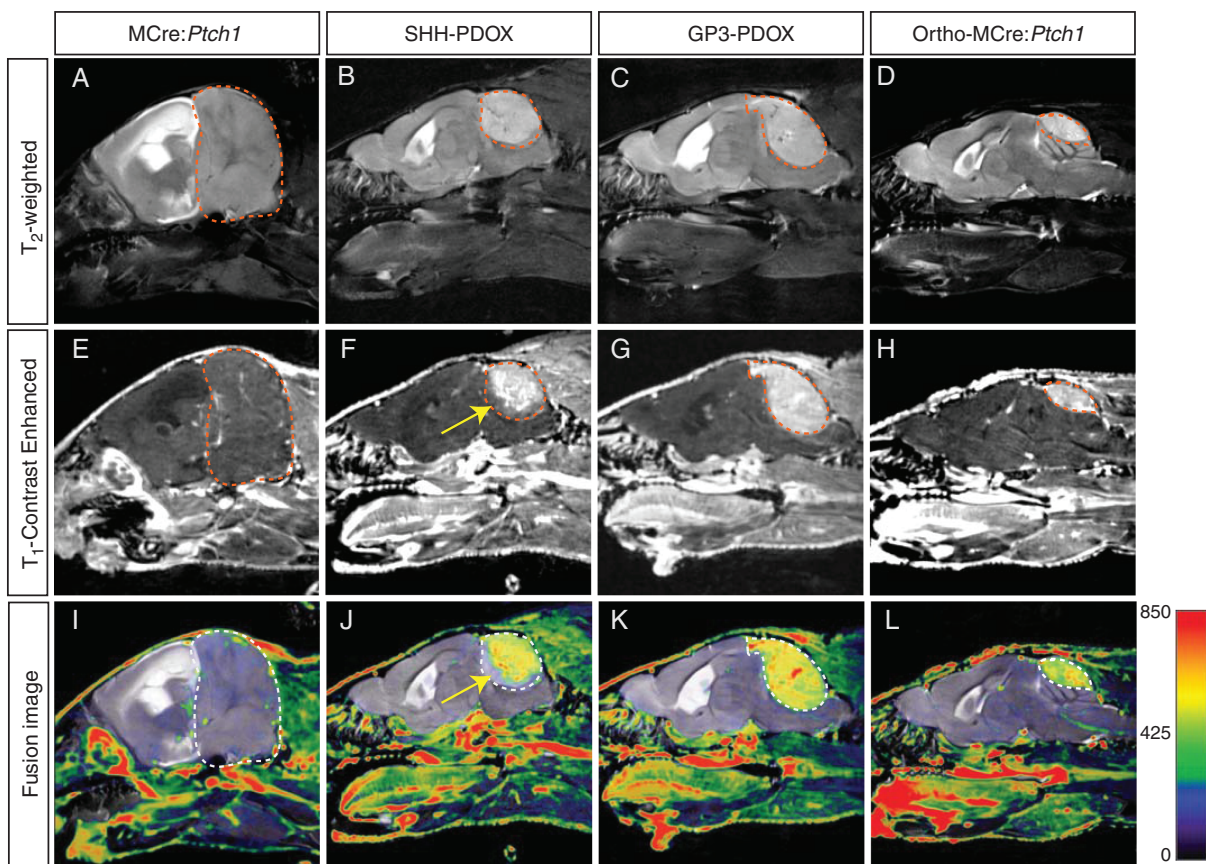 MCre:Ptch1
SHH-PDOX
GP3-PDOX
Ortho-MCre:Ptch1
T₂-weighted
A
B
C
D
T₁-Contrast Enhanced
E
F
G
H
Fusion image
I
J
K
L
850
425
0